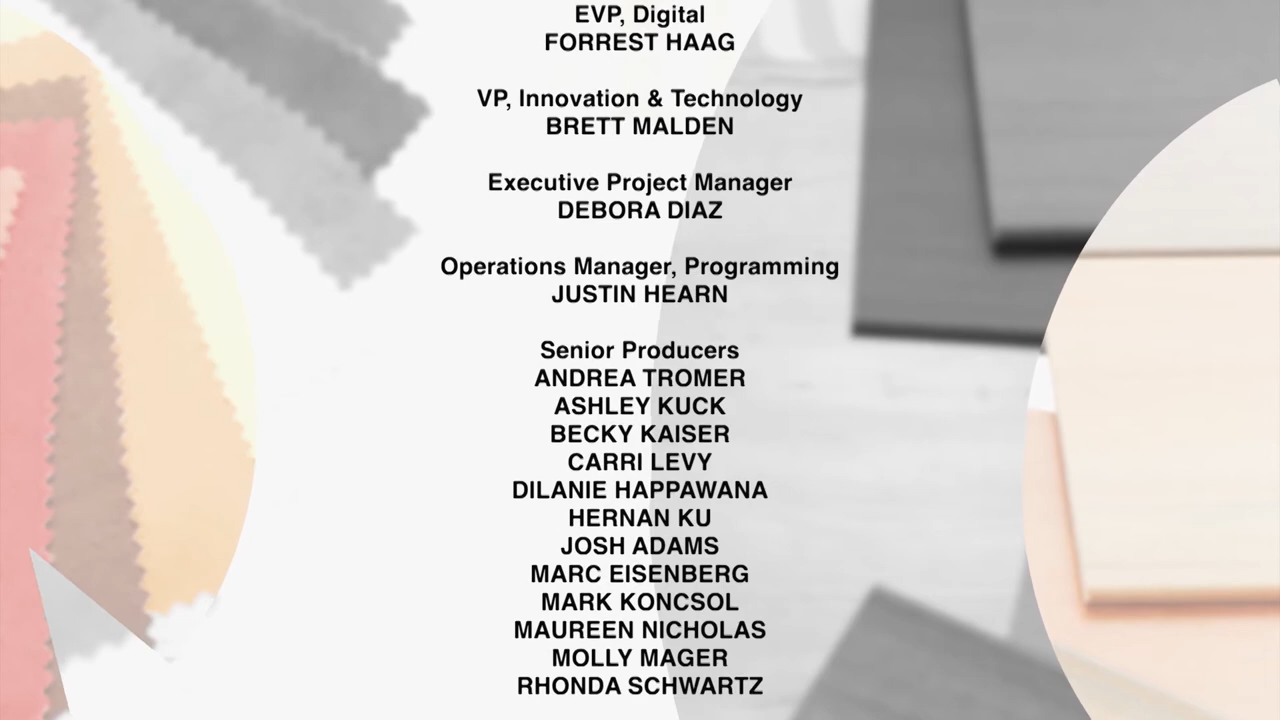 EVP, Digital
FORREST HAAG
VP, Innovation & Technology
BRETT MALDEN
Executive Project Manager
DEBORA DIAZ
Operations Manager, Programming
JUSTIN HEARN
Senior Producers
ANDREA TROMER
ASHLEY KUCK
BECKY KAISER
CARRI LEVY
DILANIE HAPPAWANA
HERNAN KU
JOSH ADAMS
MARC EISENBERG
MARK KONCSOL
MAUREEN NICHOLAS
MOLLY MAGER
RHONDA SCHWARTZ